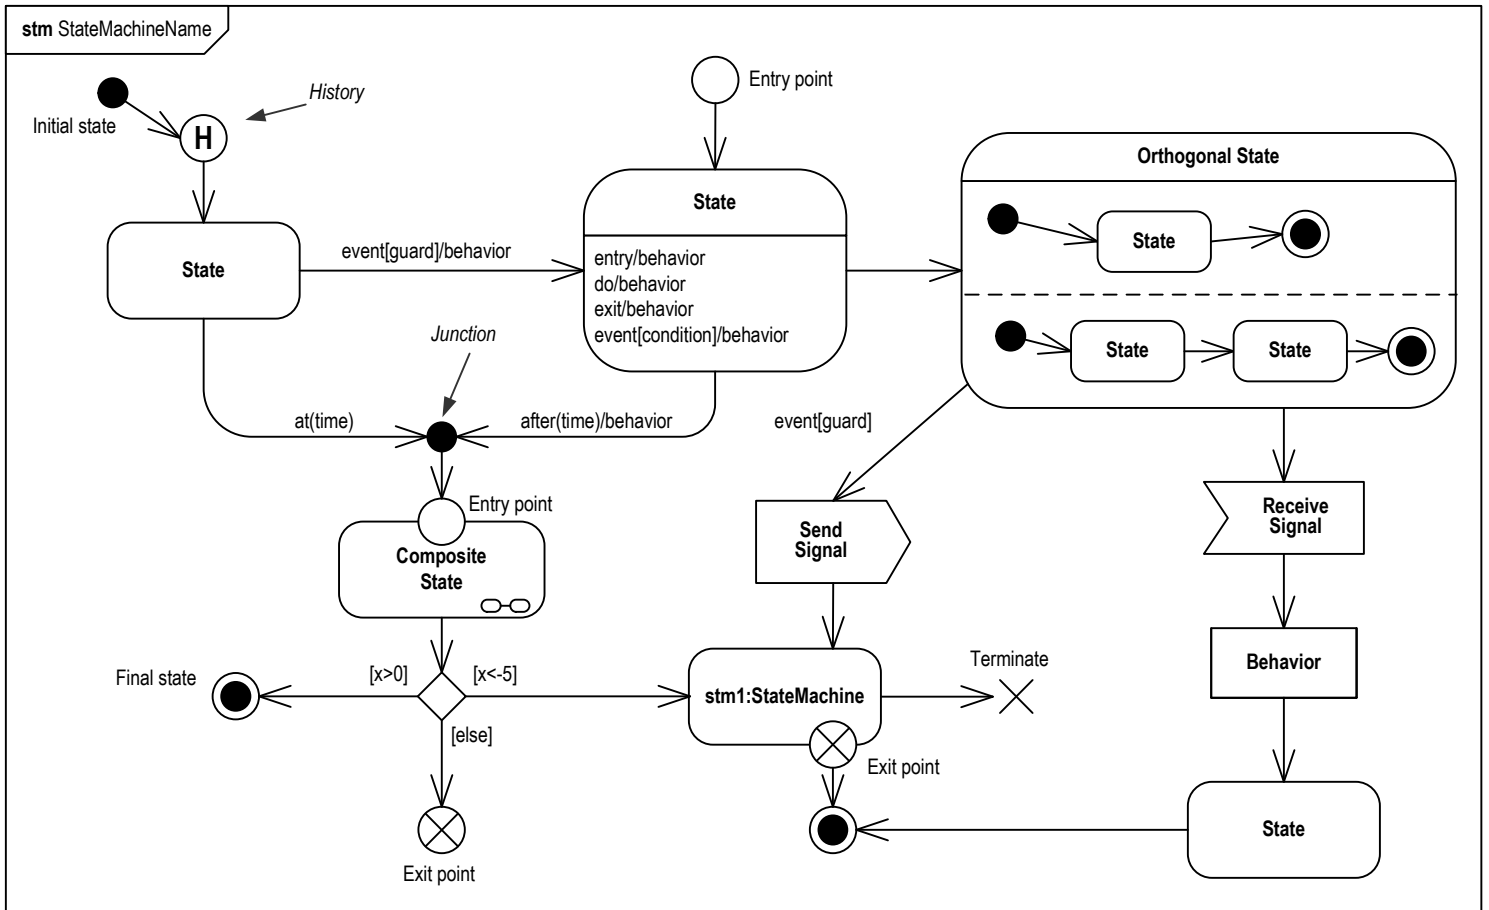 stm StateMachineName
History
Initial state
H
Entry point
Orthogonal State
State
State
State
event[guard]/behavior
entry/behavior
do/behavior
exit/behavior
event[condition]/behavior
State
State
State
Junction
at(time)
after(time)/behavior
event[guard]
Entry point
Composite
State
Send
Signal
Receive
Signal
Final state
[x>0]
[x<-5]
[else]
stm1:StateMachine
Terminate
Behavior
Exit point
Exit point
State